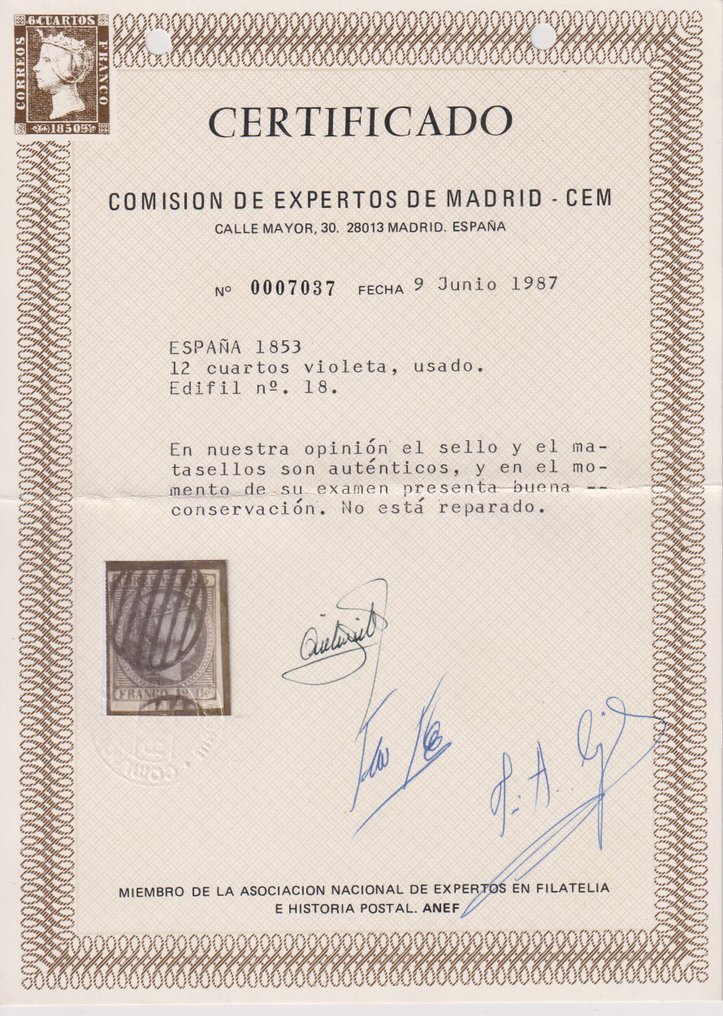 6 CUARTOS
CORREOS
FRANCO
1850
CERTIFICADO
COMISION DE EXPERTOS DE MADRID - CEM
CALLE MAYOR, 30. 28013 MADRID. ESPAÑA
Nº 0007037 FECHA 9 Junio 1987
ESPAÑA 1853
12 cuartos violeta, usado.
Edifil nº. 18.
En nuestra opinión el sello y el ma-
tasellos son auténticos, y en el mo-
mento de su examen presenta buena --
conservación. No está reparado.
FRANCO 12 CS
MIEMBRO DE LA ASOCIACION NACIONAL DE EXPERTOS EN FILATELIA
E HISTORIA POSTAL. ANEF